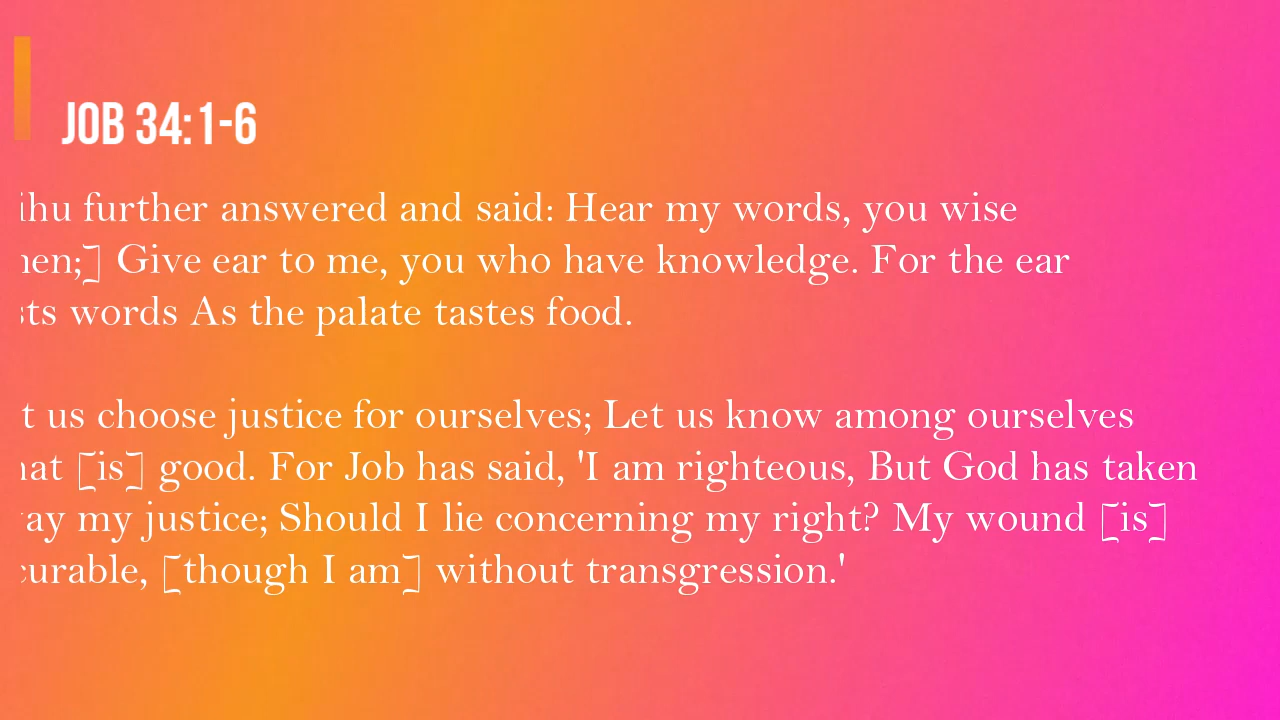 JOB 34:1-6
ihu further answered and said: Hear my words, you wise
nen;] Give ear to me, you who have knowledge. For the ear
sts words As the palate tastes food.
t us choose justice for ourselves; Let us know among ourselves
hat [is] good. For Job has said, 'I am righteous, But God has taken
ay my justice; Should I lie concerning my right? My wound [is]
curable, [though I am] without transgression.'